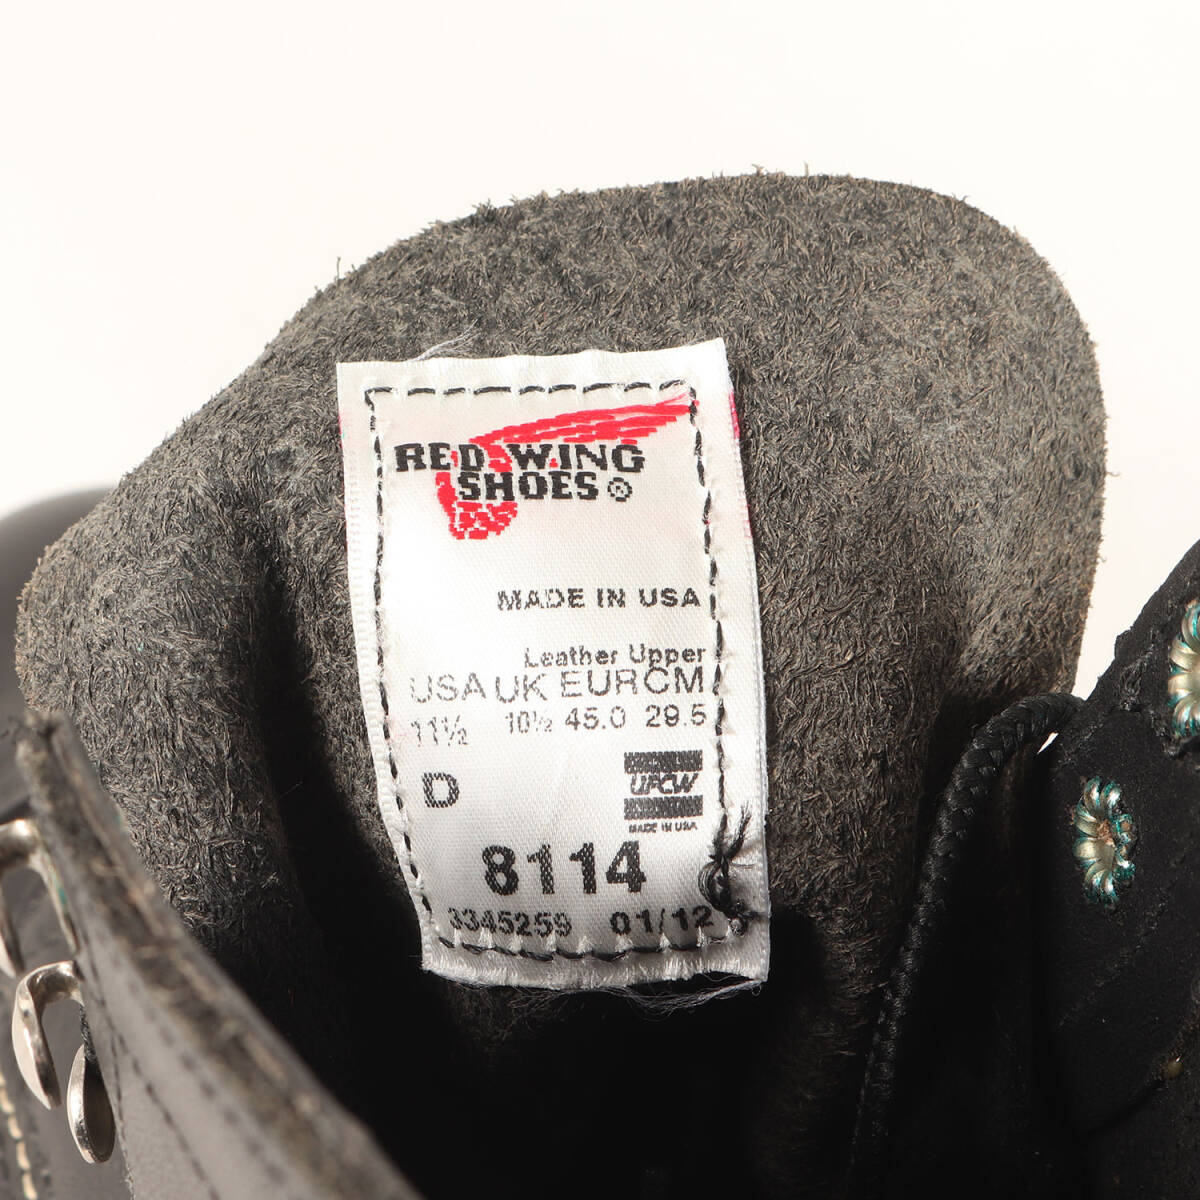 RED WING
SHOES ®
MADE IN USA
Leather Upper
USA UK EUR CM
11½ 10½ 45.0 29.5
D
UFCW
MADE IN USA
8114
3345259 01/12